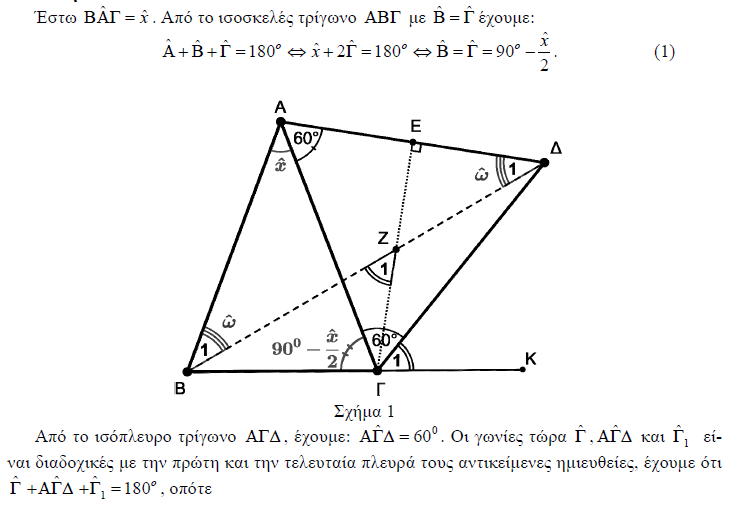 Έστω ΒÂΓ = x̂. Από το ισοσκελές τρίγωνο ΑΒΓ με B̂ = Γ̂ έχουμε:
Â + B̂ + Γ̂ = 180° ⇔ x̂ + 2Γ̂ = 180° ⇔ B̂ = Γ̂ = 90° − x̂/2. (1)
Α
60°
x̂
Ε
Δ
1
ω̂
Ζ
1
ω̂
1
90⁰ − x̂/2
60°
1
Β
Γ
Κ
Σχήμα 1
Από το ισόπλευρο τρίγωνο ΑΓΔ, έχουμε: ΑΓ̂Δ = 60⁰. Οι γωνίες τώρα Γ̂, ΑΓ̂Δ και Γ̂₁ εί-
ναι διαδοχικές με την πρώτη και την τελευταία πλευρά τους αντικείμενες ημιευθείες, έχουμε ότι
Γ̂ + ΑΓ̂Δ + Γ̂₁ = 180°, οπότε